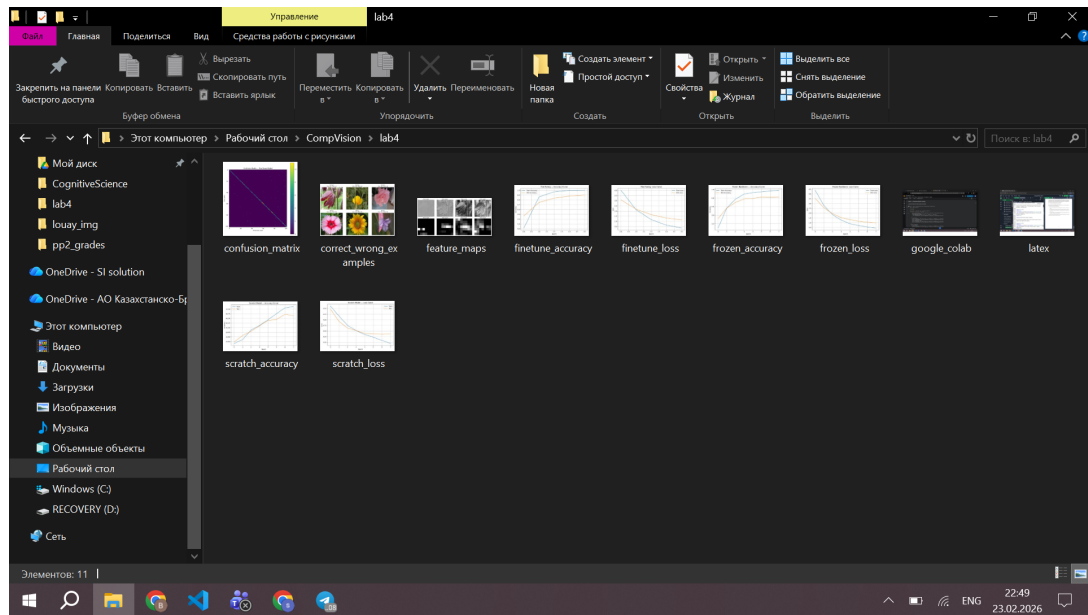 Управление
lab4
Файл
Главная
Поделиться
Вид
Средства работы с рисунками
Закрепить на панели быстрого доступа
Копировать
Вставить
Вырезать
Скопировать путь
Вставить ярлык
Переместить в
Копировать в
Удалить
Переименовать
Новая папка
Создать элемент
Простой доступ
Свойства
Открыть
Изменить
Журнал
Выделить все
Снять выделение
Обратить выделение
Буфер обмена
Упорядочить
Создать
Открыть
Выделить
Этот компьютер > Рабочий стол > CompVision > lab4
Поиск в: lab4
Мой диск
CognitiveScience
lab4
louay_img
pp2_grades
OneDrive - SI solution
OneDrive - АО Казахстанско-Бр
Этот компьютер
Видео
Документы
Загрузки
Изображения
Музыка
Объемные объекты
Рабочий стол
Windows (C:)
RECOVERY (D:)
Сеть
confusion_matrix
correct_wrong_ex
amples
feature_maps
finetune_accuracy
finetune_loss
frozen_accuracy
frozen_loss
google_colab
latex
scratch_accuracy
scratch_loss
Элементов: 11
ENG
22:49
23.02.2026